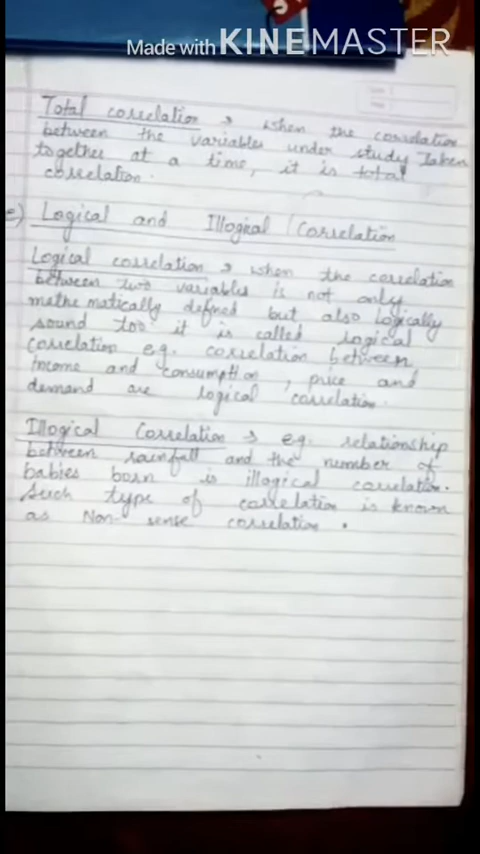 Made with KINEMASTER
Total correlation → when the correlation
between the variables under study taken
together at a time, it is total
correlation.
e) Logical and Illogical Correlation
Logical correlation → when the correlation
between two variables is not only
mathematically defined but also logically
sound too it is called logical
correlation e.g. correlation between
income and consumption, price and
demand are logical correlation.
Illogical Correlation → e.g. relationship
between rainfall and the number of
babies born is illogical correlation.
Such type of correlation is known
as Non-sense correlation.